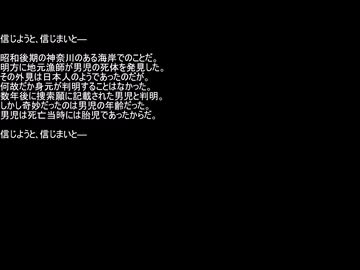 信じようと、信じまいと―
昭和後期の神奈川のある海岸でのことだ。
明方に地元漁師が男児の死体を発見した。
その外見は日本人のようであったのだが。
何故だか身元が判明することはなかった。
数年後に捜索願に記載された男児と判明。
しかし奇妙だったのは男児の年齢だった。
男児は死亡当時には胎児であったからだ。
信じようと、信じまいと―